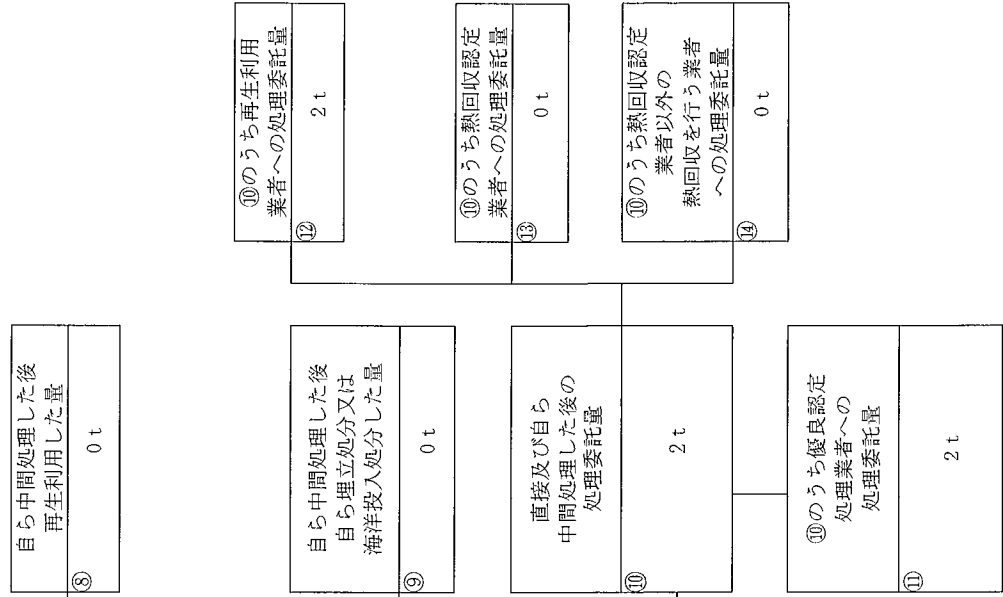 自ら中間処理した後
再生利用した量
⑧
0 t
自ら中間処理した後
自ら埋立処分又は
海洋投入処分した量
⑨
0 t
直接及び自ら
中間処理した後の
処理委託量
⑩
2 t
⑩のうち優良認定
処理業者への
処理委託量
⑪
2 t
⑩のうち再生利用
業者への処理委託量
⑫
2 t
⑩のうち熱回収認定
業者への処理委託量
⑬
0 t
⑩のうち熱回収認定
業者以外の
熱回収を行う業者
への処理委託量
⑭
0 t